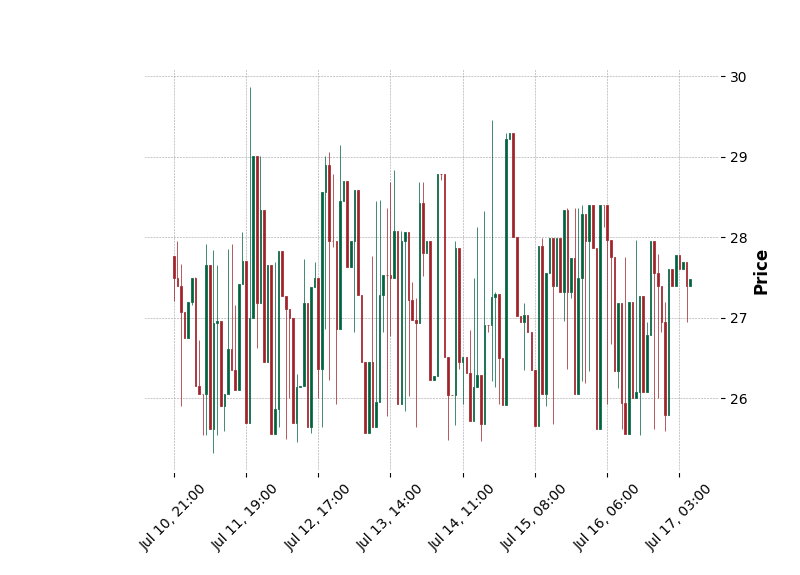 30
29
28
27
26
Price
Jul 10, 21:00
Jul 11, 19:00
Jul 12, 17:00
Jul 13, 14:00
Jul 14, 11:00
Jul 15, 08:00
Jul 16, 06:00
Jul 17, 03:00